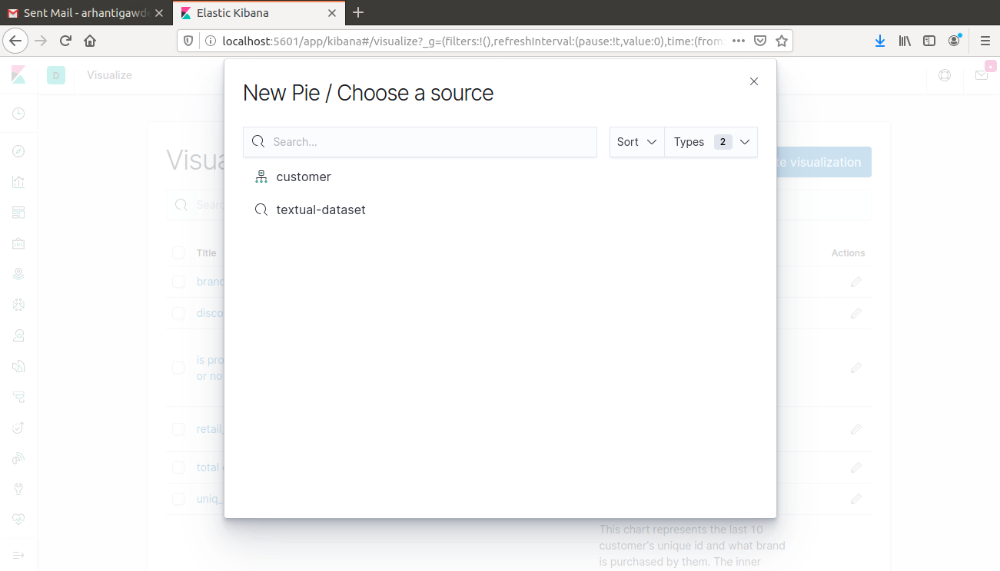 Sent Mail - arhantigawd
Elastic Kibana
localhost:5601/app/kibana#/visualize?_g=(filters:!(),refreshInterval:(pause:!t,value:0),time:(from:
D
Visualize
New Pie / Choose a source
Search...
Sort
Types 2
customer
textual-dataset
Visua
te visualization
Sear
Title
Actions
brand
disco
is pro
or no
retail_
total
uniq_
This chart represents the last 10
customer's unique id and what brand
is purchased by them. The inner